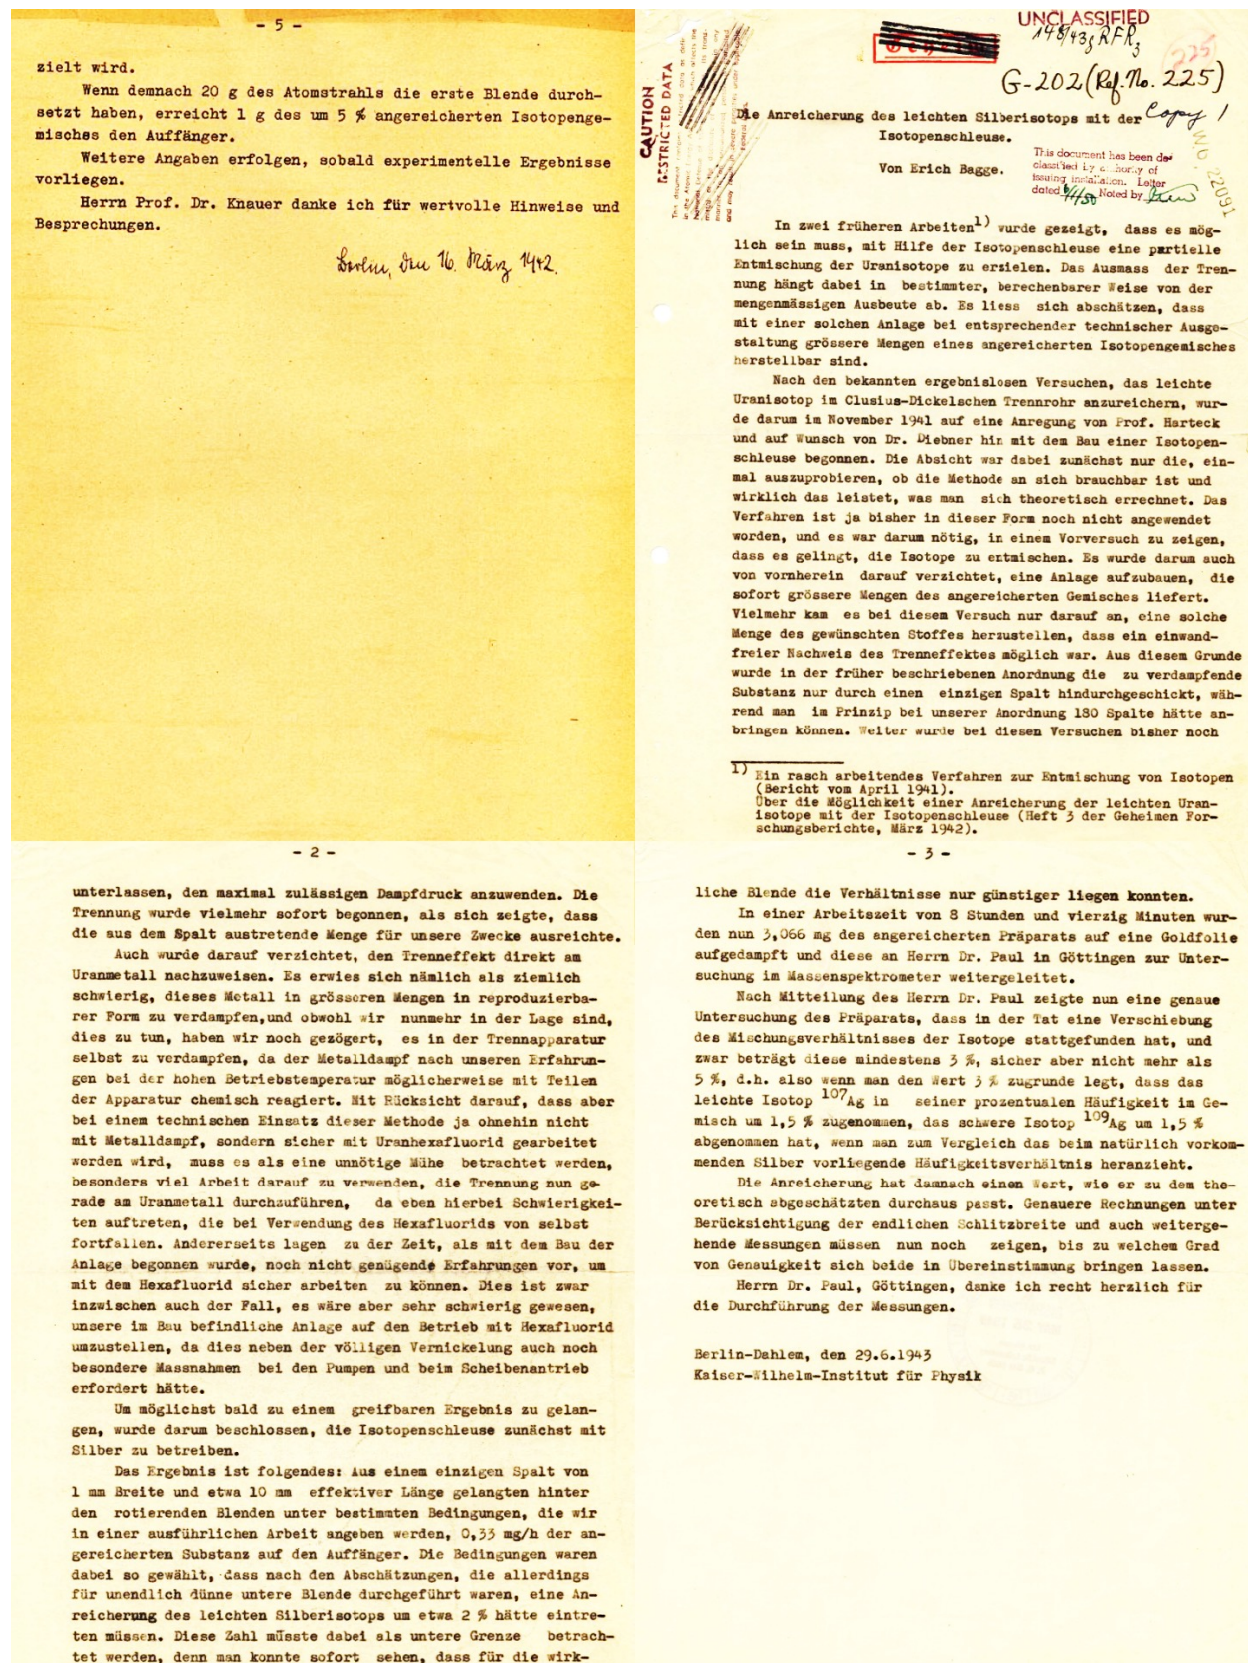 - 5 -
zielt wird.
Wenn demnach 20 g des Atomstrahls die erste Blende durch-
setzt haben, erreicht 1 g des um 5 % angereicherten Isotopenge-
misches den Auffänger.
Weitere Angaben erfolgen, sobald experimentelle Ergebnisse
vorliegen.
Herrn Prof. Dr. Knauer danke ich für wertvolle Hinweise und
Besprechungen.
Berlin, den 16. März 1942.
UNCLASSIFIED
Geheim
225
G-202 (Ref. No. 225)
Copy 1
CAUTION
RESTRICTED DATA
Die Anreicherung des leichten Silberisotops mit der
Isotopenschleuse.
Von Erich Bagge.
This document has been de-
classified by authority of
issuing installation. Letter
dated Noted by
In zwei früheren Arbeiten1) wurde gezeigt, dass es mög-
lich sein muss, mit Hilfe der Isotopenschleuse eine partielle
Entmischung der Uranisotope zu erzielen. Das Ausmass der Tren-
nung hängt dabei in bestimmter, berechenbarer Weise von der
mengenmässigen Ausbeute ab. Es liess sich abschätzen, dass
mit einer solchen Anlage bei entsprechender technischer Ausge-
staltung grössere Mengen eines angereicherten Isotopengemisches
herstellbar sind.
Nach den bekannten ergebnislosen Versuchen, das leichte
Uranisotop im Clusius-Dickelschen Trennrohr anzureichern, wur-
de darum im November 1941 auf eine Anregung von Prof. Harteck
und auf Wunsch von Dr. Diebner hin mit dem Bau einer Isotopen-
schleuse begonnen. Die Absicht war dabei zunächst nur die, ein-
mal auszuprobieren, ob die Methode an sich brauchbar ist und
wirklich das leistet, was man sich theoretisch errechnet. Das
Verfahren ist ja bisher in dieser Form noch nicht angewendet
worden, und es war darum nötig, in einem Vorversuch zu zeigen,
dass es gelingt, die Isotope zu entmischen. Es wurde darum auch
von vornherein darauf verzichtet, eine Anlage aufzubauen, die
sofort grössere Mengen des angereicherten Gemisches liefert.
Vielmehr kam es bei diesem Versuch nur darauf an, eine solche
Menge des gewünschten Stoffes herzustellen, dass ein einwand-
freier Nachweis des Trenneffektes möglich war. Aus diesem Grunde
wurde in der früher beschriebenen Anordnung die zu verdampfende
Substanz nur durch einen einzigen Spalt hindurchgeschickt, wäh-
rend man im Prinzip bei unserer Anordnung 180 Spalte hätte an-
bringen können. Weiter wurde bei diesen Versuchen bisher noch
1) Ein rasch arbeitendes Verfahren zur Entmischung von Isotopen
(Bericht vom April 1941).
Über die Möglichkeit einer Anreicherung der leichten Uran-
isotope mit der Isotopenschleuse (Heft 3 der Geheimen For-
schungsberichte, März 1942).
- 2 -
unterlassen, den maximal zulässigen Dampfdruck anzuwenden. Die
Trennung wurde vielmehr sofort begonnen, als sich zeigte, dass
die aus dem Spalt austretende Menge für unsere Zwecke ausreichte.
Auch wurde darauf verzichtet, den Trenneffekt direkt am
Uranmetall nachzuweisen. Es erwies sich nämlich als ziemlich
schwierig, dieses Metall in grösseren Mengen in reproduzierba-
rer Form zu verdampfen,und obwohl wir nunmehr in der Lage sind,
dies zu tun, haben wir noch gezögert, es in der Trennapparatur
selbst zu verdampfen, da der Metalldampf nach unseren Erfahrun-
gen bei der hohen Betriebstemperatur möglicherweise mit Teilen
der Apparatur chemisch reagiert. Mit Rücksicht darauf, dass aber
bei einem technischen Einsatz dieser Methode ja ohnehin nicht
mit Metalldampf, sondern sicher mit Uranhexafluorid gearbeitet
werden wird, muss es als eine unnötige Mühe betrachtet werden,
besonders viel Arbeit darauf zu verwenden, die Trennung nun ge-
rade am Uranmetall durchzuführen, da eben hierbei Schwierigkei-
ten auftreten, die bei Verwendung des Hexafluorids von selbst
fortfallen. Andererseits lagen zu der Zeit, als mit dem Bau der
Anlage begonnen wurde, noch nicht genügende Erfahrungen vor, um
mit dem Hexafluorid sicher arbeiten zu können. Dies ist zwar
inzwischen auch der Fall, es wäre aber sehr schwierig gewesen,
unsere im Bau befindliche Anlage auf den Betrieb mit Hexafluorid
umzustellen, da dies neben der völligen Vernickelung auch noch
besondere Massnahmen bei den Pumpen und beim Scheibenantrieb
erfordert hätte.
Um möglichst bald zu einem greifbaren Ergebnis zu gelan-
gen, wurde darum beschlossen, die Isotopenschleuse zunächst mit
Silber zu betreiben.
Das Ergebnis ist folgendes: Aus einem einzigen Spalt von
1 mm Breite und etwa 10 mm effektiver Länge gelangten hinter
den rotierenden Blenden unter bestimmten Bedingungen, die wir
in einer ausführlichen Arbeit angeben werden, 0,33 mg/h der an-
gereicherten Substanz auf den Auffänger. Die Bedingungen waren
dabei so gewählt, dass nach den Abschätzungen, die allerdings
für unendlich dünne untere Blende durchgeführt waren, eine An-
reicherung des leichten Silberisotops um etwa 2 % hätte eintre-
ten müssen. Diese Zahl müsste dabei als untere Grenze betrach-
tet werden, denn man konnte sofort sehen, dass für die wirk-
- 3 -
liche Blende die Verhältnisse nur günstiger liegen konnten.
In einer Arbeitszeit von 8 Stunden und vierzig Minuten wur-
den nun 3,066 mg des angereicherten Präparats auf eine Goldfolie
aufgedampft und diese an Herrn Dr. Paul in Göttingen zur Unter-
suchung im Massenspektrometer weitergeleitet.
Nach Mitteilung des Herrn Dr. Paul zeigte nun eine genaue
Untersuchung des Präparats, dass in der Tat eine Verschiebung
des Mischungsverhältnisses der Isotope stattgefunden hat, und
zwar beträgt diese mindestens 3 %, sicher aber nicht mehr als
5 %, d.h. also wenn man den Wert 3 % zugrunde legt, dass das
leichte Isotop 107Ag in seiner prozentualen Häufigkeit im Ge-
misch um 1,5 % zugenommen, das schwere Isotop 109Ag um 1,5 %
abgenommen hat, wenn man zum Vergleich das beim natürlich vorkom-
menden Silber vorliegende Häufigkeitsverhältnis heranzieht.
Die Anreicherung hat damnach einen Wert, wie er zu dem the-
oretisch abgeschätzten durchaus passt. Genauere Rechnungen unter
Berücksichtigung der endlichen Schlitzbreite und auch weiterge-
hende Messungen müssen nun noch zeigen, bis zu welchem Grad
von Genauigkeit sich beide in Übereinstimmung bringen lassen.
Herrn Dr. Paul, Göttingen, danke ich recht herzlich für
die Durchführung der Messungen.
Berlin-Dahlem, den 29.6.1943
Kaiser-Wilhelm-Institut für Physik